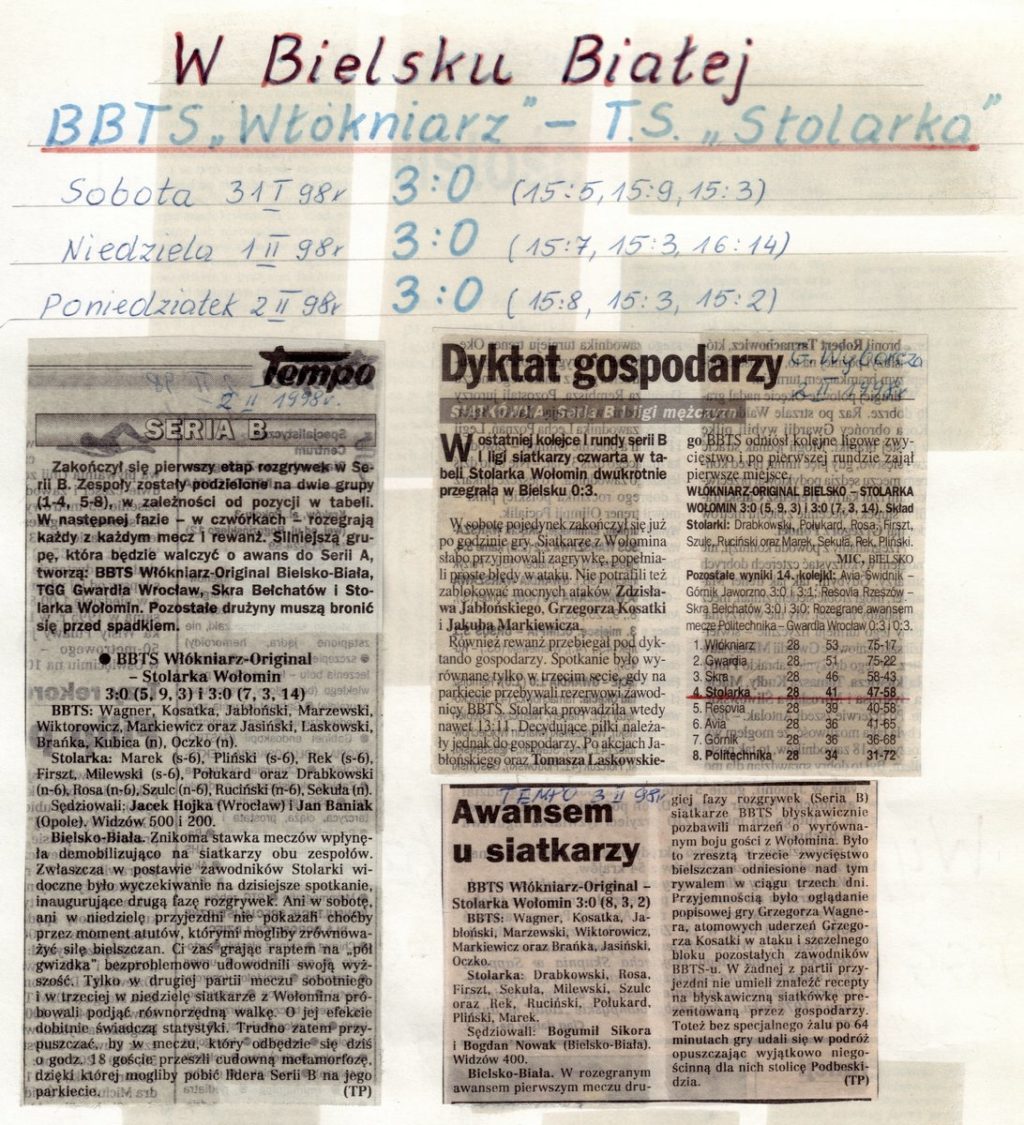 W Bielsku Białej
BBTS „Włókniarz" – T.S. „Stolarka"
Sobota 31 I 98r 3:0 (15:5, 15:9, 15:3)
Niedziela 1 II 98r 3:0 (15:7, 15:3, 16:14)
Poniedziałek 2 II 98r 3:0 (15:8, 15:3, 15:2)
Tempo
2 II 1998r.
SERIA B
Zakończył się pierwszy etap rozgrywek w Se-
rii B. Zespoły zostały podzielone na dwie grupy
(1-4, 5-8), w zależności od pozycji w tabeli.
W następnej fazie – w czwórkach – rozegrają
każdy z każdym mecz i rewanż. Silniejszą gru-
pę, która będzie walczyć o awans do Serii A,
tworzą: BBTS Włókniarz-Original Bielsko-Biała,
TGG Gwardia Wrocław, Skra Bełchatów i Sto-
larka Wołomin. Pozostałe drużyny muszą bronić
się przed spadkiem.
● BBTS Włókniarz-Original
– Stolarka Wołomin
3:0 (5, 9, 3) i 3:0 (7, 3, 14)
BBTS: Wagner, Kosatka, Jabłoński, Marzewski,
Wiktorowicz, Markiewicz oraz Jasiński, Laskowski,
Brańka, Kubica (n), Oczko (n).
Stolarka: Marek (s-6), Pliński (s-6), Rek (s-6),
Firszt, Milewski (s-6), Połukard oraz Drabkowski
(n-6), Rosa (n-6), Szulc (n-6), Ruciński (n-6), Sekuła (n).
Sędziowali: Jacek Hojka (Wrocław) i Jan Baniak
(Opole). Widzów 500 i 200.
Bielsko-Biała. Znikoma stawka meczów wpłynę-
ła demobilizująco na siatkarzy obu zespołów.
Zwłaszcza w postawie zawodników Stolarki wi-
doczne było wyczekiwanie na dzisiejsze spotkanie,
inaugurujące drugą fazę rozgrywek. Ani w sobotę,
ani w niedzielę przyjezdni nie pokazali choćby
przez moment atutów, którymi mogliby zrównowa-
żyć siłę bielszczan. Ci zaś grając raptem na „pół
gwizdka" bezproblemowo udowodnili swoją wyż-
szość. Tylko w drugiej partii meczu sobotniego
i w trzeciej w niedzielę siatkarze z Wołomina pró-
bowali podjąć równorzędną walkę. O jej efekcie
dobitnie świadczą statystyki. Trudno zatem przy-
puszczać, by w meczu, który odbędzie się dziś
o godz. 18 goście przeszli cudowną metamorfozę,
dzięki której mogliby pobić lidera Serii B na jego
parkiecie. (TP)
Dyktat gospodarzy
G. Wyborcza
2 II 1998r
SIATKÓWKA. Seria B I ligi mężczyzn
W ostatniej kolejce I rundy serii B
I ligi siatkarzy czwarta w ta-
beli Stolarka Wołomin dwukrotnie
przegrała w Bielsku 0:3.
W sobotę pojedynek zakończył się już
po godzinie gry. Siatkarze z Wołomina
słabo przyjmowali zagrywkę, popełnia-
li proste błędy w ataku. Nie potrafili też
zablokować mocnych ataków Zdzisła-
wa Jabłońskiego, Grzegorza Kosatki
i Jakuba Markiewicza.
Również rewanż przebiegał pod dyk-
tando gospodarzy. Spotkanie było wy-
równane tylko w trzecim secie, gdy na
parkiecie przebywali rezerwowi zawod-
nicy BBTS. Stolarka prowadziła wtedy
nawet 13:11. Decydujące piłki należa-
ły jednak do gospodarzy. Po akcjach Ja-
błońskiego oraz Tomasza Laskowskie-
go BBTS odniósł kolejne ligowe zwy-
cięstwo i po pierwszej rundzie zajął
pierwsze miejsce.
WŁÓKNIARZ-ORIGINAL BIELSKO – STOLARKA
WOŁOMIN 3:0 (5, 9, 3) i 3:0 (7, 3, 14). Skład
Stolarki: Drabkowski, Połukard, Rosa, Firszt,
Szulc, Ruciński oraz Marek, Sekuła, Rek, Pliński.
MIC, BIELSKO
Pozostałe wyniki 14. kolejki: Avia Świdnik –
Górnik Jaworzno 3:0 i 3:1; Resovia Rzeszów –
Skra Bełchatów 3:0 i 3:0; Rozegrane awansem
mecze Politechnika – Gwardia Wrocław 0:3 i 0:3.
1. Włókniarz 28 53 75-17
2. Gwardia 28 51 75-22
3. Skra 28 46 58-43
4. Stolarka 28 41 47-58
5. Resovia 28 39 40-58
6. Avia 28 36 41-65
7. Górnik 28 36 36-68
8. Politechnika 28 34 31-72
TEMPO 3 II 98r
Awansem
u siatkarzy
BBTS Włókniarz-Original –
Stolarka Wołomin 3:0 (8, 3, 2)
BBTS: Wagner, Kosatka, Ja-
błoński, Marzewski, Wiktorowicz,
Markiewicz oraz Brańka, Jasiński,
Oczko.
Stolarka: Drabkowski, Rosa,
Firszt, Sekuła, Milewski, Szulc
oraz Rek, Ruciński, Połukard,
Pliński, Marek.
Sędziowali: Bogumił Sikora
i Bogdan Nowak (Bielsko-Biała).
Widzów 400.
Bielsko-Biała. W rozegranym
awansem pierwszym meczu dru-
giej fazy rozgrywek (Seria B)
siatkarze BBTS błyskawicznie
pozbawili marzeń o wyrówna-
nym boju gości z Wołomina. Było
to zresztą trzecie zwycięstwo
bielszczan odniesione nad tym
rywalem w ciągu trzech dni.
Przyjemnością było oglądanie
popisowej gry Grzegorza Wagne-
ra, atomowych uderzeń Grzego-
rza Kosatki w ataku i szczelnego
bloku pozostałych zawodników
BBTS-u. W żadnej z partii przy-
jezdni nie umieli znaleźć recepty
na błyskawiczną siatkówkę pre-
zentowaną przez gospodarzy.
Toteż bez specjalnego żalu po 64
minutach gry udali się w podróż
opuszczając wyjątkowo niego-
ścinną dla nich stolicę Podbeski-
dzia. (TP)